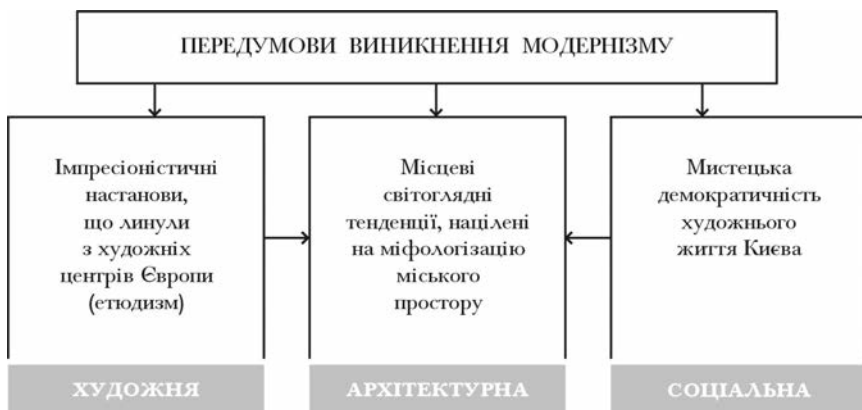 ПЕРЕДУМОВИ ВИНИКНЕННЯ МОДЕРНІЗМУ
Імпресіоністичні
настанови,
що линули
з художніх
центрів Європи
(етюдизм)
ХУДОЖНЯ
Місцеві
світоглядні
тенденції, націлені
на міфологізацію
міського
простору
АРХІТЕКТУРНА
Мистецька
демократичність
художнього
життя Києва
СОЦІАЛЬНА